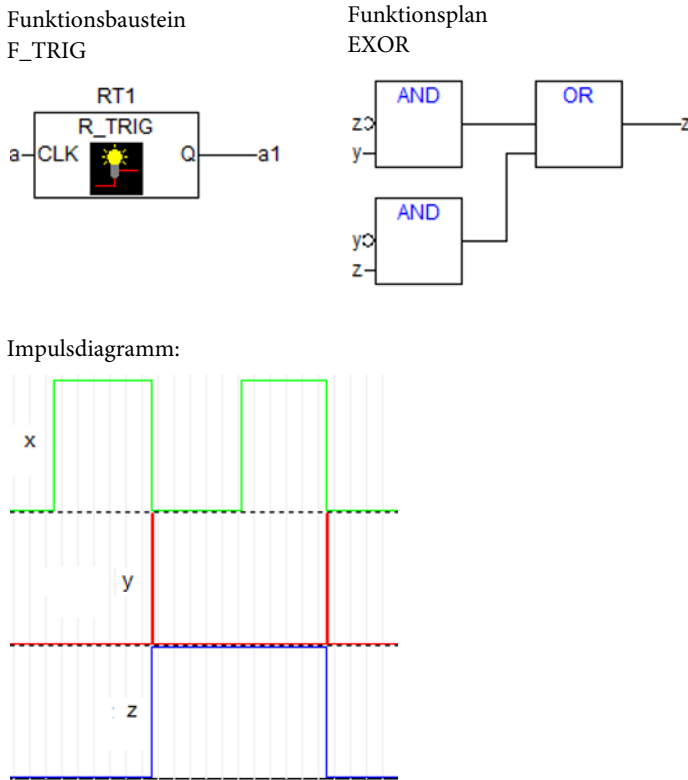 Funktionsbaustein
F_TRIG
RT1
R_TRIG
a CLK Q a1
Funktionsplan
EXOR
AND OR
z z
y
AND
y
z
Impulsdiagramm:
x
y
z